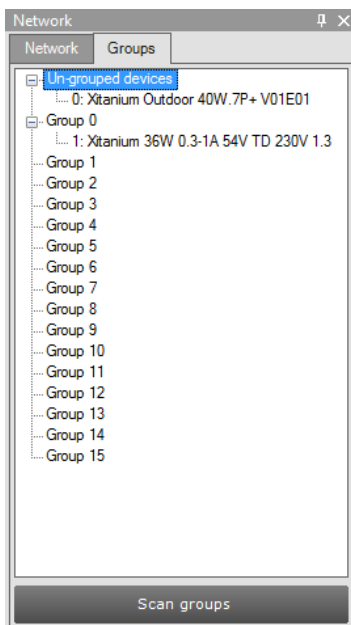 Network
Network Groups
Un-grouped devices
0: Xitanium Outdoor 40W.7P+ V01E01
Group 0
1: Xitanium 36W 0.3-1A 54V TD 230V 1.3
Group 1
Group 2
Group 3
Group 4
Group 5
Group 6
Group 7
Group 8
Group 9
Group 10
Group 11
Group 12
Group 13
Group 14
Group 15
Scan groups